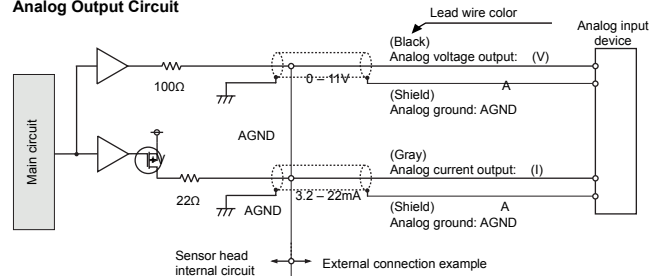 Analog Output Circuit
Lead wire color
Analog input
device
(Black)
Analog voltage output: (V)
100Ω
0 – 11V
A
(Shield)
Analog ground: AGND
AGND
Main circuit
(Gray)
Analog current output: (I)
22Ω
AGND
3.2 – 22mA
(Shield)
A
Analog ground: AGND
Sensor head
internal circuit
External connection example